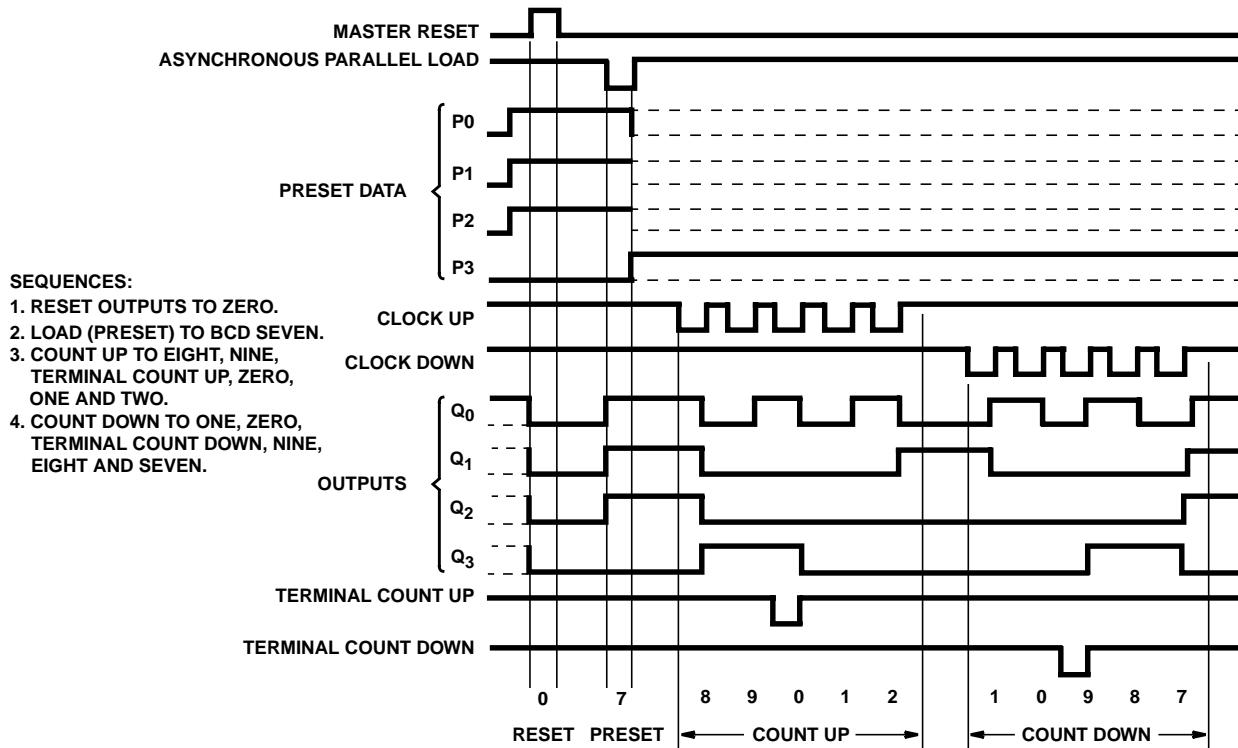 MASTER RESET
ASYNCHRONOUS PARALLEL LOAD
P0
P1
PRESET DATA
P2
P3
SEQUENCES:
1. RESET OUTPUTS TO ZERO.
2. LOAD (PRESET) TO BCD SEVEN.
3. COUNT UP TO EIGHT, NINE,
TERMINAL COUNT UP, ZERO,
ONE AND TWO.
4. COUNT DOWN TO ONE, ZERO,
TERMINAL COUNT DOWN, NINE,
EIGHT AND SEVEN.
CLOCK UP
CLOCK DOWN
Q0
Q1
OUTPUTS
Q2
Q3
TERMINAL COUNT UP
TERMINAL COUNT DOWN
0 7 8 9 0 1 2 1 0 9 8 7
RESET PRESET COUNT UP COUNT DOWN